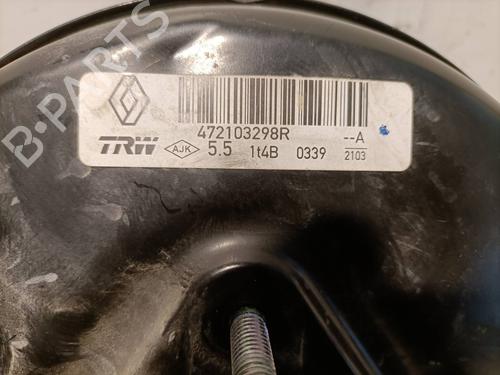 B-PARTS
472103298R --A
TRW AJK 5.5 1t4B 0339 2103